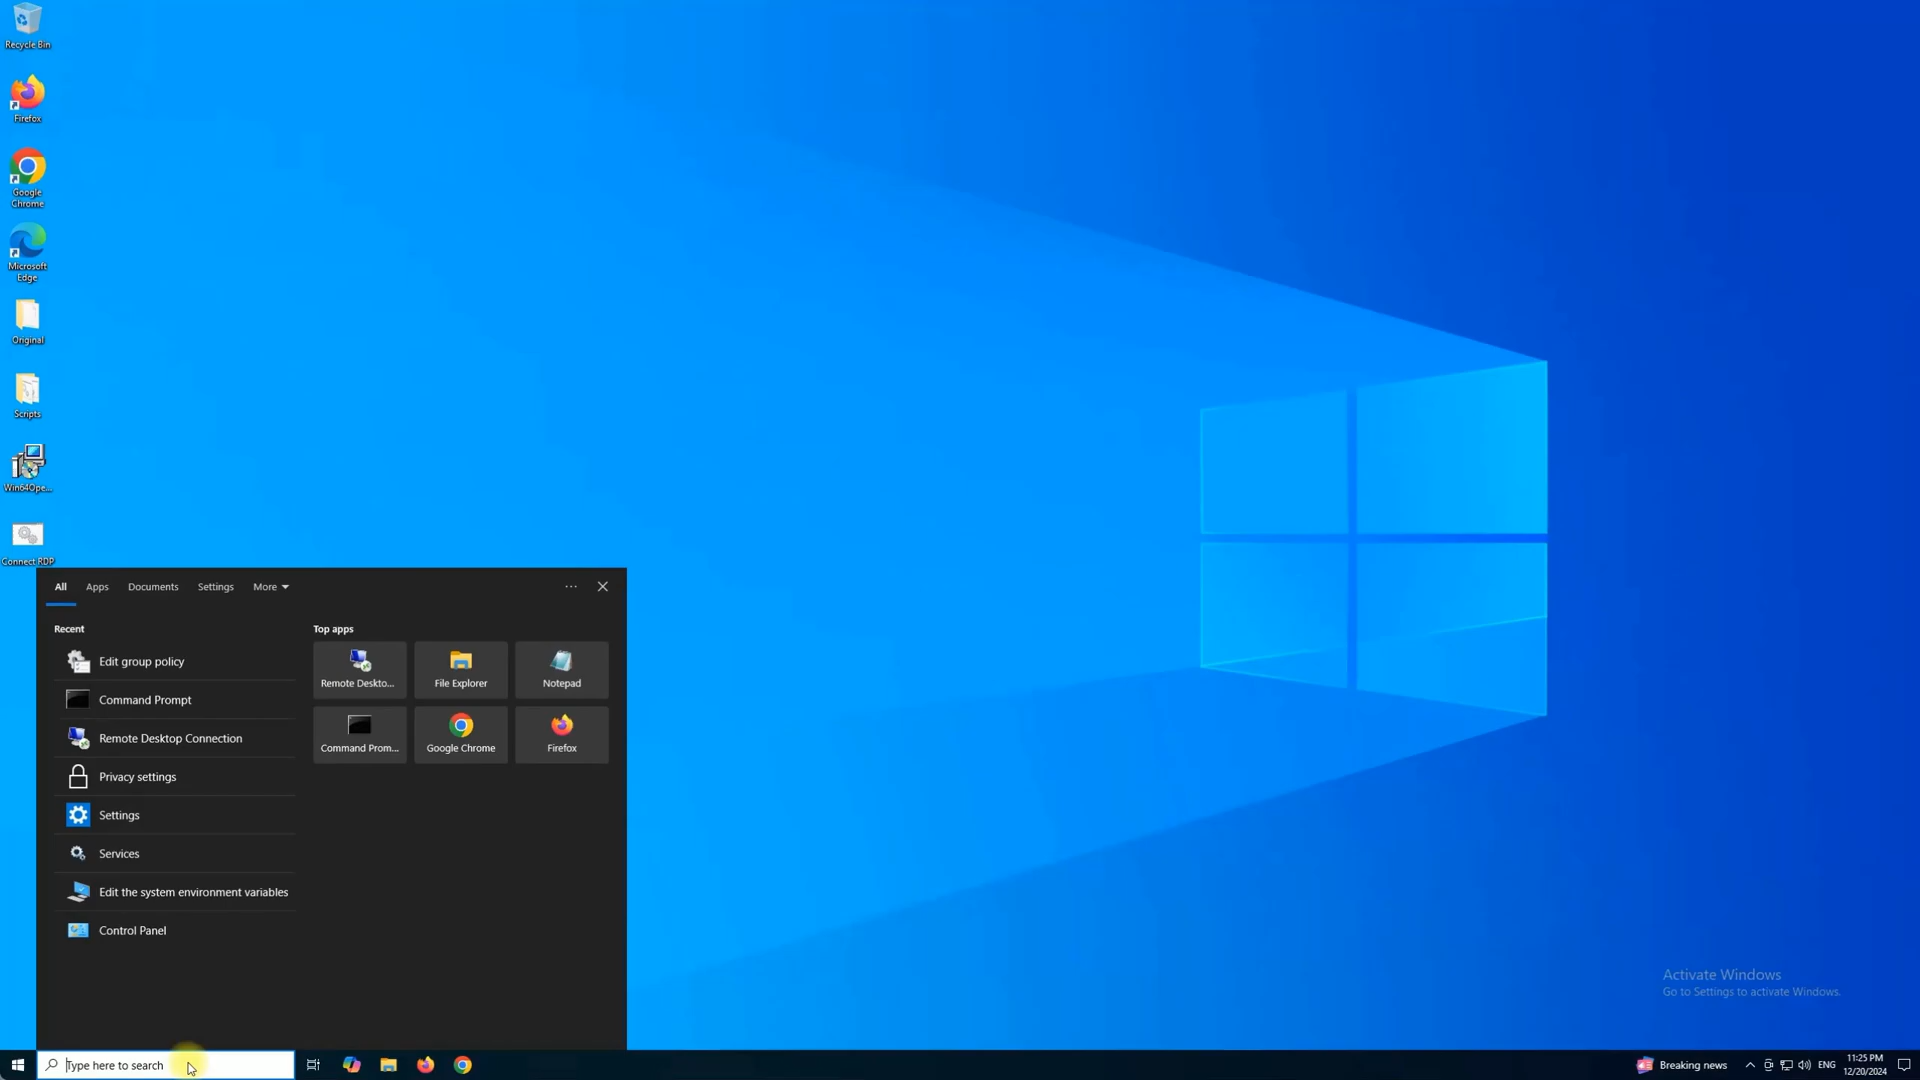 Recycle Bin
Firefox
Google
Chrome
Microsoft
Edge
Original
Scripts
Win64Ope...
Connect RDP
All
Apps
Documents
Settings
More
Recent
Edit group policy
Command Prompt
Remote Desktop Connection
Privacy settings
Settings
Services
Edit the system environment variables
Control Panel
Top apps
Remote Deskto...
File Explorer
Notepad
Command Prom...
Google Chrome
Firefox
Activate Windows
Go to Settings to activate Windows.
Type here to search
Breaking news
ENG
11:25 PM
12/20/2024